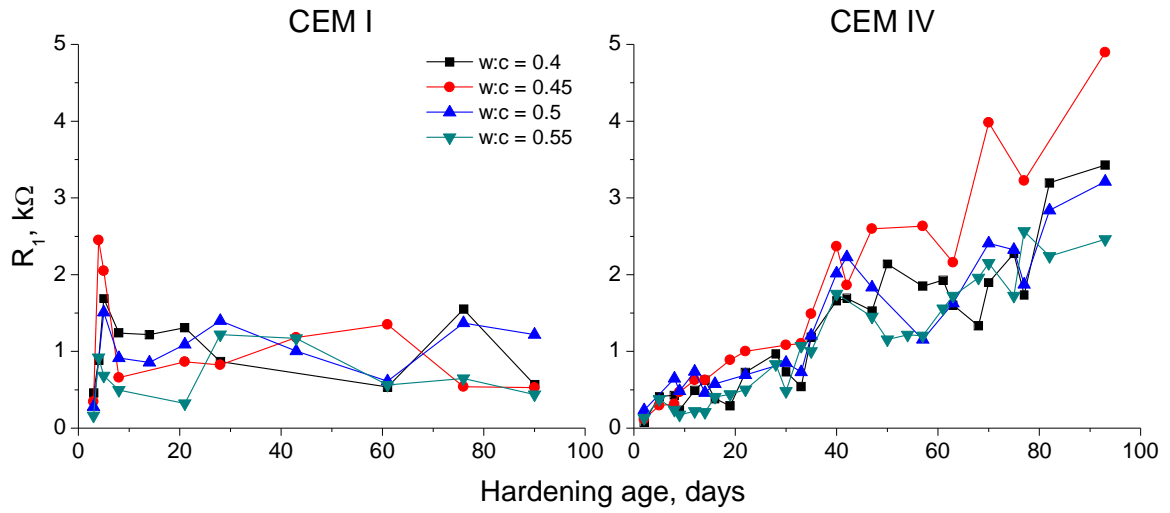 CEM I
CEM IV
w:c = 0.4
w:c = 0.45
w:c = 0.5
w:c = 0.55
R1, kΩ
5
4
3
2
1
0
0 20 40 60 80 100
5
4
3
2
1
0
0 20 40 60 80 100
Hardening age, days